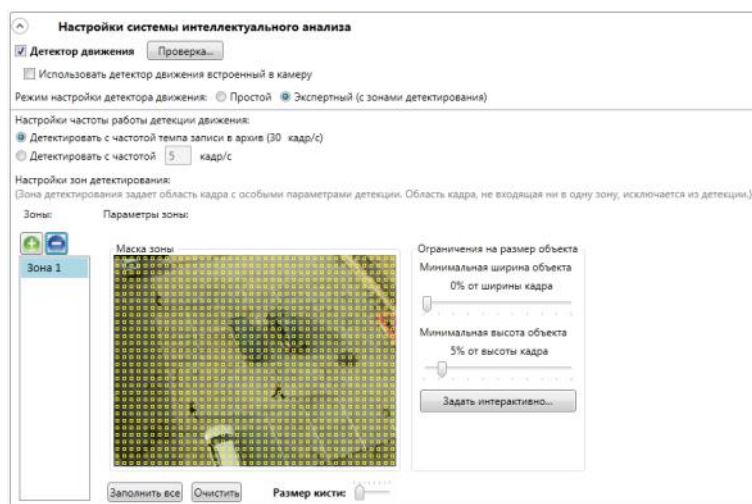 Настройки системы интеллектуального анализа
Детектор движения Проверка...
Использовать детектор движения встроенный в камеру
Режим настройки детектора движения: Простой Экспертный (с зонами детектирования)
Настройки частоты работы детекции движения:
Детектировать с частотой темпа записи в архив (30 кадр/с)
Детектировать с частотой 5 кадр/с
Настройки зон детектирования:
(Зона детектирования задает область кадра с особыми параметрами детекции. Область кадра, не входящая ни в одну зону, исключается из детекции.)
Зоны: Параметры зоны:
Маска зоны
Ограничения на размер объекта
Зона 1
Минимальная ширина объекта
0% от ширины кадра
Минимальная высота объекта
5% от высоты кадра
Задать интерактивно...
Заполнить все Очистить Размер кисти: